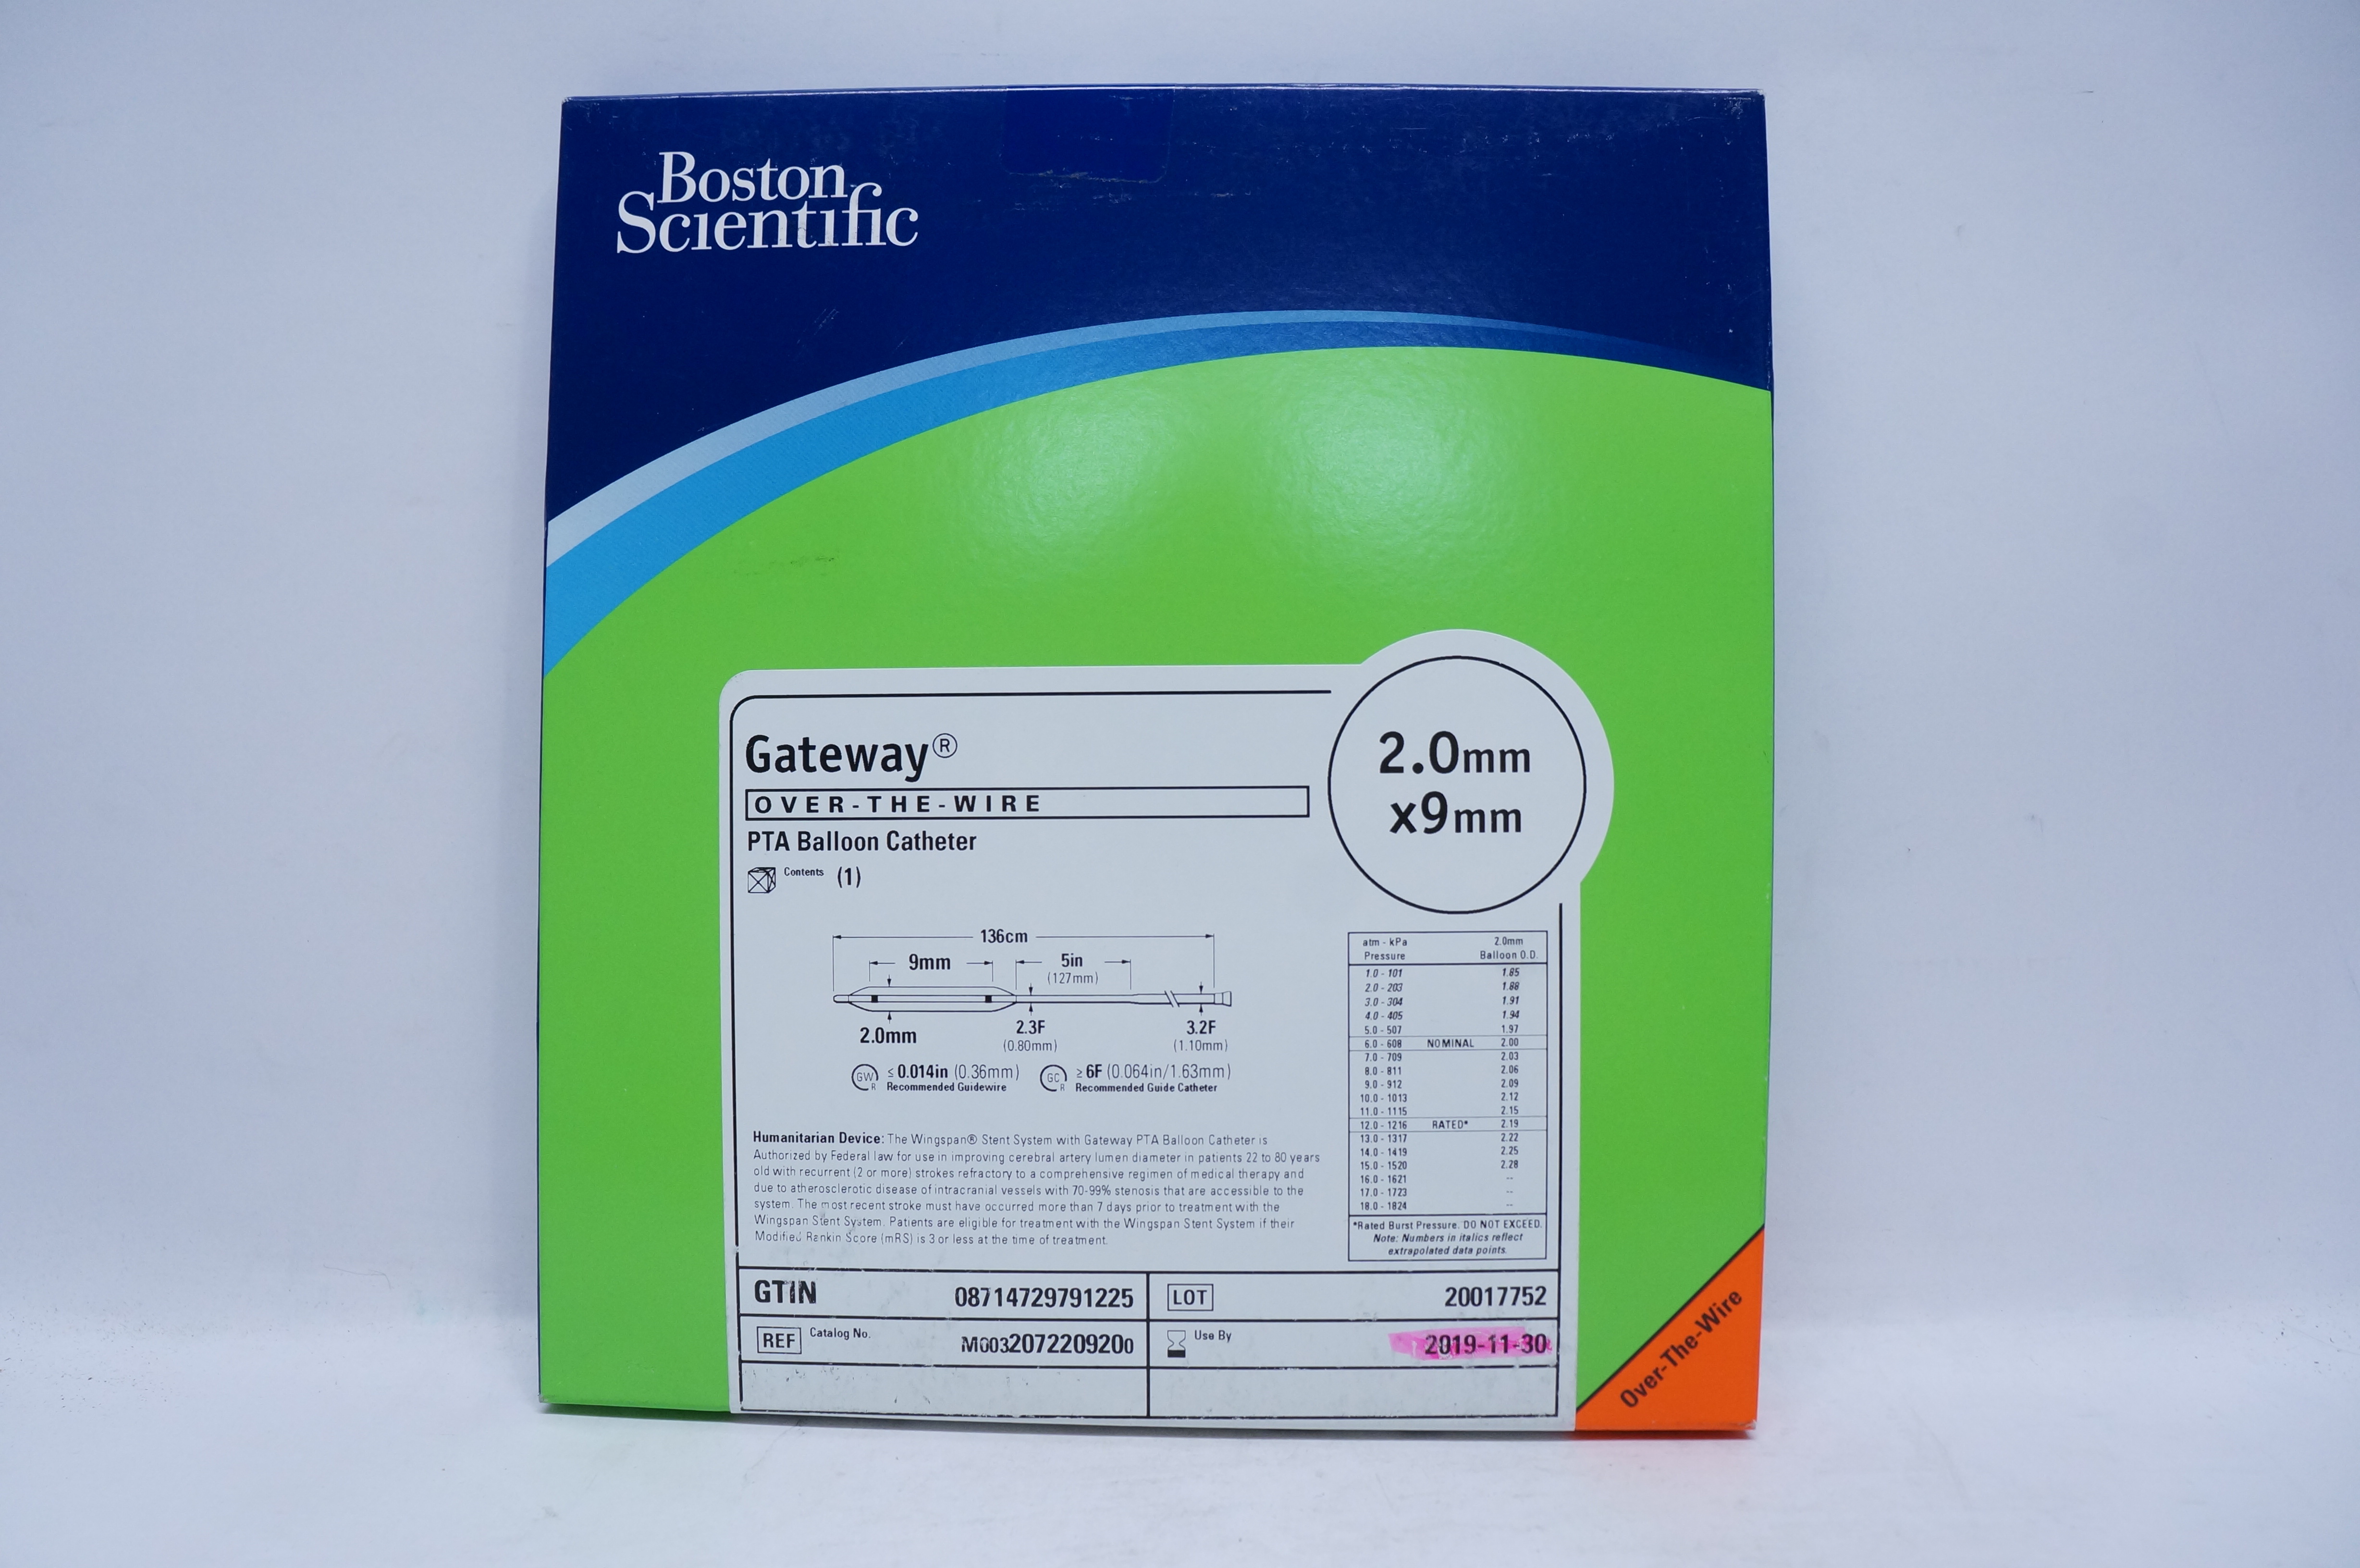 Boston
Scientific
Gateway®
OVER-THE-WIRE
PTA Balloon Catheter
Contents (1)
2.0mm
x9mm
136cm
9mm 5in
(127mm)
2.0mm 2.3F 3.2F
(0.80mm) (1.10mm)
GW R ≤ 0.014in (0.36mm) GC R ≥ 6F (0.064in/1.63mm)
Recommended Guidewire Recommended Guide Catheter
atm - kPa 2.0mm
Pressure Balloon O.D.
1.0 - 101 1.85
2.0 - 203 1.88
3.0 - 304 1.91
4.0 - 405 1.94
5.0 - 507 1.97
6.0 - 608 NOMINAL 2.00
7.0 - 709 2.03
8.0 - 811 2.06
9.0 - 912 2.09
10.0 - 1013 2.12
11.0 - 1115 2.15
12.0 - 1216 RATED* 2.19
13.0 - 1317 2.22
14.0 - 1419 2.25
15.0 - 1520 2.28
16.0 - 1621 --
17.0 - 1723 --
18.0 - 1824 --
*Rated Burst Pressure. DO NOT EXCEED.
Note: Numbers in italics reflect
extrapolated data points.
Humanitarian Device: The Wingspan® Stent System with Gateway PTA Balloon Catheter is
Authorized by Federal law for use in improving cerebral artery lumen diameter in patients 22 to 80 years
old with recurrent (2 or more) strokes refractory to a comprehensive regimen of medical therapy and
due to atherosclerotic disease of intracranial vessels with 70-99% stenosis that are accessible to the
system. The most recent stroke must have occurred more than 7 days prior to treatment with the
Wingspan Stent System. Patients are eligible for treatment with the Wingspan Stent System if their
Modified Rankin Score (mRS) is 3 or less at the time of treatment.
GTIN 08714729791225 LOT 20017752
REF Catalog No. M0032072209200 Use By 2019-11-30
Over-The-Wire